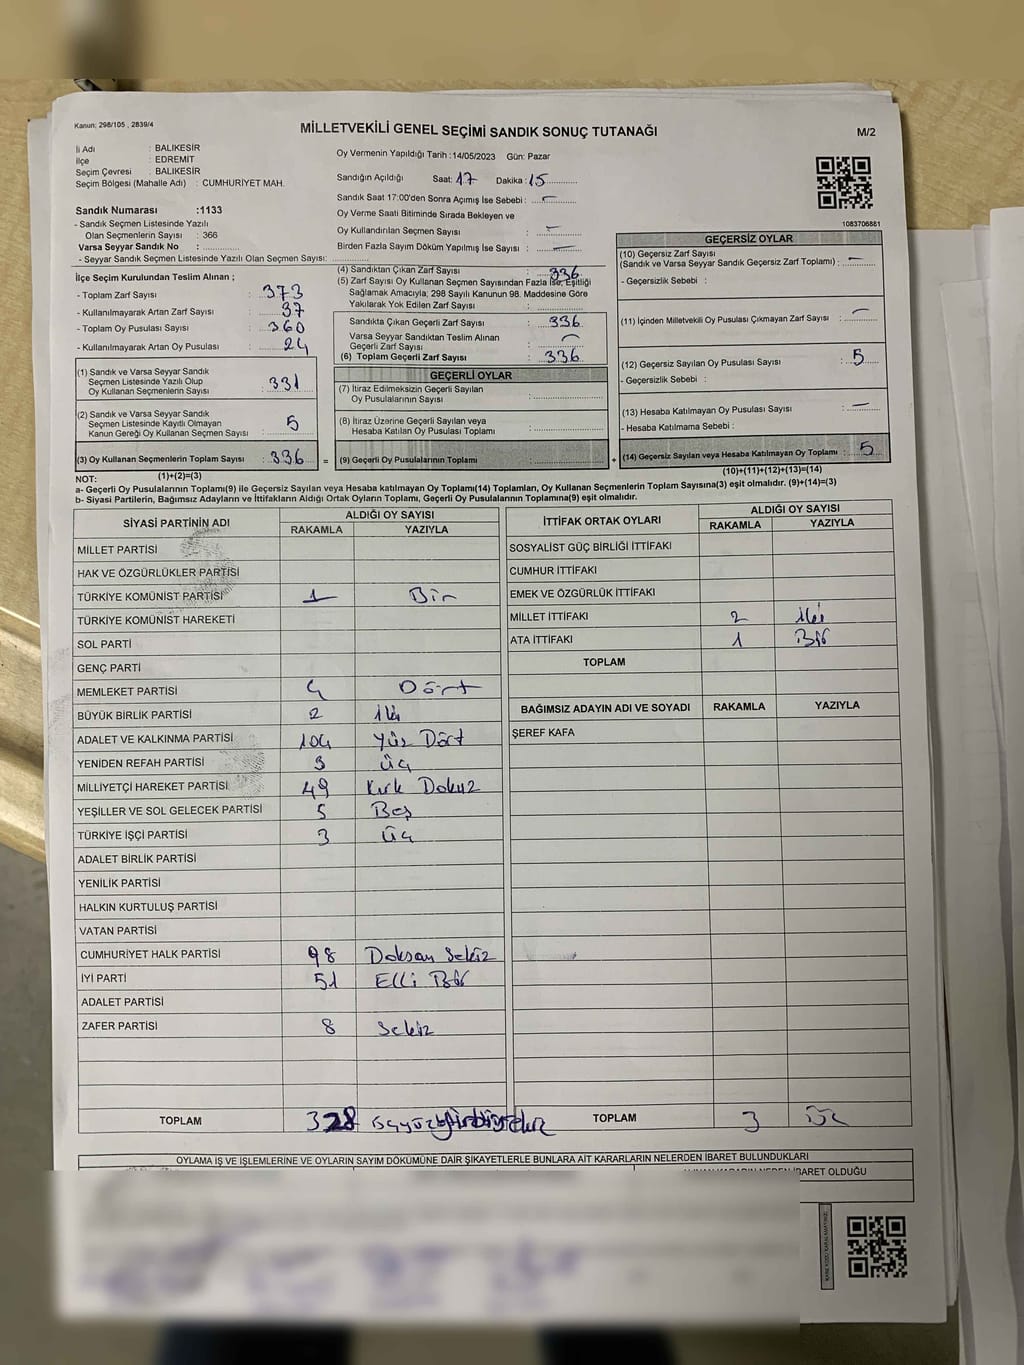 Kanun: 298/105 , 2839/4
MİLLETVEKİLİ GENEL SEÇİMİ SANDIK SONUÇ TUTANAĞI
M/2
İli Adı : BALIKESİR
İlçe : EDREMİT
Seçim Çevresi : BALIKESİR
Seçim Bölgesi (Mahalle Adı) : CUMHURİYET MAH.
Oy Vermenin Yapıldığı Tarih :14/05/2023 Gün: Pazar
Sandığın Açıldığı Saat: 17 Dakika: 15
Sandık Saat 17:00'den Sonra Açımış İse Sebebi : –
Oy Verme Saati Bitiminde Sırada Bekleyen ve
Oy Kullandırılan Seçmen Sayısı : –
Birden Fazla Sayım Döküm Yapılmış İse Sayısı : –
1083706881
Sandık Numarası :1133
- Sandık Seçmen Listesinde Yazılı
Olan Seçmenlerin Sayısı : 366
Varsa Seyyar Sandık No :
- Seyyar Sandık Seçmen Listesinde Yazılı Olan Seçmen Sayısı:
İlçe Seçim Kurulundan Teslim Alınan ;
- Toplam Zarf Sayısı : 373
- Kullanılmayarak Artan Zarf Sayısı : 37
- Toplam Oy Pusulası Sayısı : 360
- Kullanılmayarak Artan Oy Pusulası : 24
(1) Sandık ve Varsa Seyyar Sandık
Seçmen Listesinde Yazılı Olup
Oy Kullanan Seçmenlerin Sayısı : 331
(2) Sandık ve Varsa Seyyar Sandık
Seçmen Listesinde Kayıtlı Olmayan
Kanun Gereği Oy Kullanan Seçmen Sayısı : 5
(3) Oy Kullanan Seçmenlerin Toplam Sayısı : 336 =
(1)+(2)=(3)
(4) Sandıktan Çıkan Zarf Sayısı : 336
(5) Zarf Sayısı Oy Kullanan Seçmen Sayısından Fazla İse, Eşitliği
Sağlamak Amacıyla; 298 Sayılı Kanunun 98. Maddesine Göre
Yakılarak Yok Edilen Zarf Sayısı :
Sandıkta Çıkan Geçerli Zarf Sayısı : 336
Varsa Seyyar Sandıktan Teslim Alınan
Geçerli Zarf Sayısı : –
(6) Toplam Geçerli Zarf Sayısı : 336
GEÇERLİ OYLAR
(7) İtiraz Edilmeksizin Geçerli Sayılan
Oy Pusulalarının Sayısı :
(8) İtiraz Üzerine Geçerli Sayılan veya
Hesaba Katılan Oy Pusulası Toplamı :
(9) Geçerli Oy Pusulalarının Toplamı : +
GEÇERSİZ OYLAR
(10) Geçersiz Zarf Sayısı
(Sandık ve Varsa Seyyar Sandık Geçersiz Zarf Toplamı) : –
- Geçersizlik Sebebi :
(11) İçinden Milletvekili Oy Pusulası Çıkmayan Zarf Sayısı : –
(12) Geçersiz Sayılan Oy Pusulası Sayısı : 5
- Geçersizlik Sebebi :
(13) Hesaba Katılmayan Oy Pusulası Sayısı : –
- Hesaba Katılmama Sebebi :
(14) Geçersiz Sayılan veya Hesaba Katılmayan Oy Toplamı : 5
(10)+(11)+(12)+(13)=(14)
NOT:
a- Geçerli Oy Pusulalarının Toplamı(9) ile Geçersiz Sayılan veya Hesaba Katılmayan Oy Toplamı(14) Toplamları, Oy Kullanan Seçmenlerin Toplam Sayısına(3) eşit olmalıdır. (9)+(14)=(3)
b- Siyasi Partilerin, Bağımsız Adayların ve İttifakların Aldığı Ortak Oyların Toplamı, Geçerli Oy Pusulalarının Toplamına(9) eşit olmalıdır.
SİYASİ PARTİNİN ADI
ALDIĞI OY SAYISI
RAKAMLA YAZIYLA
MİLLET PARTİSİ
HAK VE ÖZGÜRLÜKLER PARTİSİ
TÜRKİYE KOMÜNİST PARTİSİ 1 Bir
TÜRKİYE KOMÜNİST HAREKETİ
SOL PARTİ
GENÇ PARTİ
MEMLEKET PARTİSİ 4 Dört
BÜYÜK BİRLİK PARTİSİ 2 iki
ADALET VE KALKINMA PARTİSİ 104 Yüz Dört
YENİDEN REFAH PARTİSİ 3 Üç
MİLLİYETÇİ HAREKET PARTİSİ 49 Kırk Dokuz
YEŞİLLER VE SOL GELECEK PARTİSİ 5 Beş
TÜRKİYE İŞÇİ PARTİSİ 3 Üç
ADALET BİRLİK PARTİSİ
YENİLİK PARTİSİ
HALKIN KURTULUŞ PARTİSİ
VATAN PARTİSİ
CUMHURİYET HALK PARTİSİ 98 Doksan Sekiz
İYİ PARTİ 51 Elli Bir
ADALET PARTİSİ
ZAFER PARTİSİ 8 Sekiz
TOPLAM 328
İTTİFAK ORTAK OYLARI
ALDIĞI OY SAYISI
RAKAMLA YAZIYLA
SOSYALİST GÜÇ BİRLİĞİ İTTİFAKI
CUMHUR İTTİFAKI
EMEK VE ÖZGÜRLÜK İTTİFAKI
MİLLET İTTİFAKI 2 iki
ATA İTTİFAKI 1 Bir
TOPLAM
BAĞIMSIZ ADAYIN ADI VE SOYADI RAKAMLA YAZIYLA
ŞEREF KAFA
TOPLAM 3 Üç
OYLAMA İŞ VE İŞLEMLERİNE VE OYLARIN SAYIM DÖKÜMÜNE DAİR ŞİKAYETLERLE BUNLARA AİT KARARLARIN NELERDEN İBARET BULUNDUKLARI
İBARET OLDUĞU